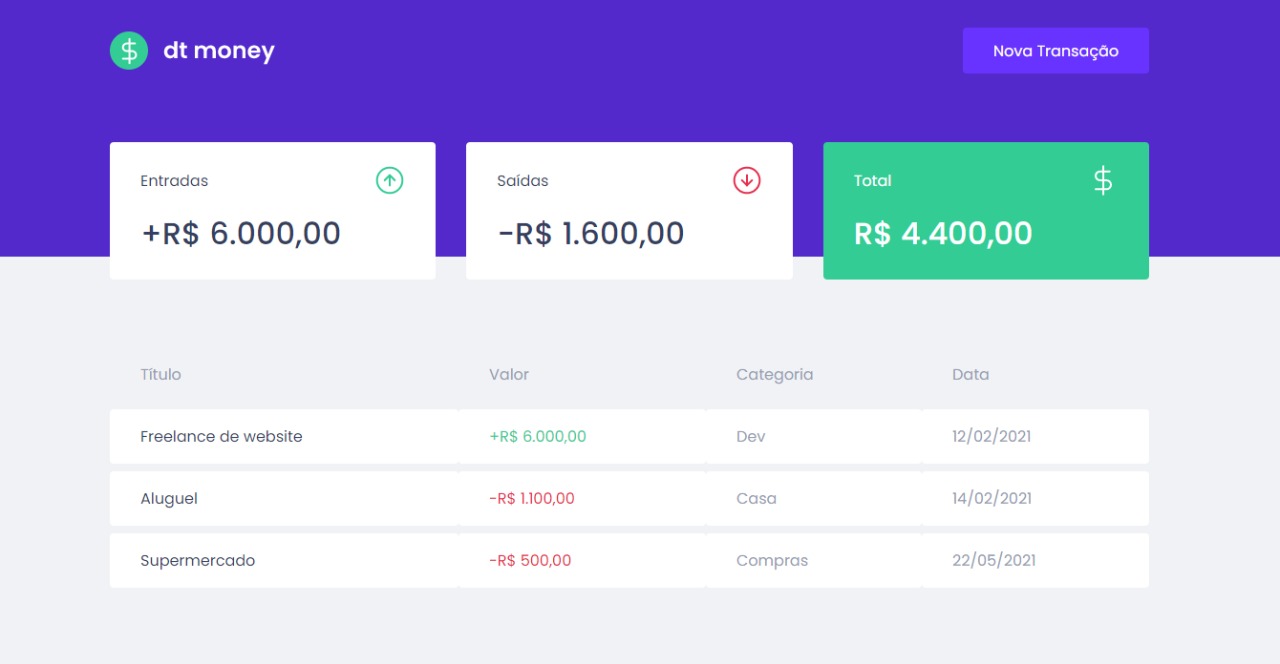 $ dt money Nova Transação
Entradas Saídas Total $
+R$ 6.000,00 -R$ 1.600,00 R$ 4.400,00
Título Valor Categoria Data
Freelance de website +R$ 6.000,00 Dev 12/02/2021
Aluguel -R$ 1.100,00 Casa 14/02/2021
Supermercado -R$ 500,00 Compras 22/05/2021